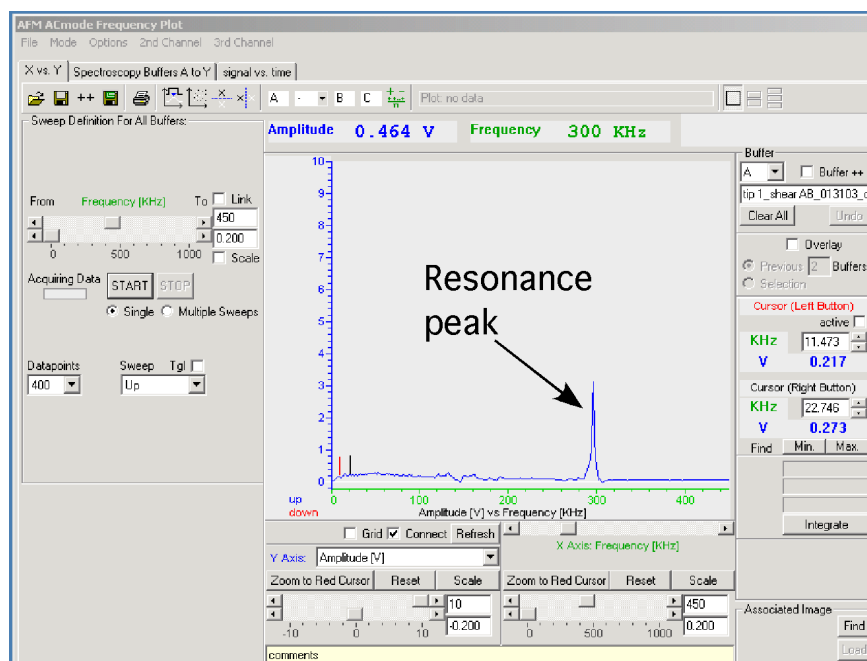 AFM ACmode Frequency Plot
File Mode Options 2nd Channel 3rd Channel
X vs. Y Spectroscopy Buffers A to Y signal vs. time
++ A - B C Plot: no data
Sweep Definition For All Buffers:
Amplitude 0.464 V Frequency 300 KHz
From Frequency [KHz] To Link
450
0.200
0 500 1000 Scale
Acquiring Data START STOP
Single Multiple Sweeps
Datapoints Sweep Tgl
400 Up
10
9
8
7
6
5
4
3
2
1
0
Resonance
peak
up 0 100 200 300 400
down Amplitude [V] vs Frequency [KHz]
Grid Connect Refresh
X Axis: Frequency [KHz]
Y Axis: Amplitude [V]
Zoom to Red Cursor Reset Scale Zoom to Red Cursor Reset Scale
10 450
-0.200 0.200
-10 0 10 0 500 1000
comments
Buffer
A Buffer ++
tip 1_shear AB_013103_
Clear All Undo
Overlay
Previous 2 Buffers
Selection
Cursor (Left Button)
active
KHz 11.473
V 0.217
Cursor (Right Button)
KHz 22.746
V 0.273
Find Min. Max.
Integrate
Associated Image
Find
Load